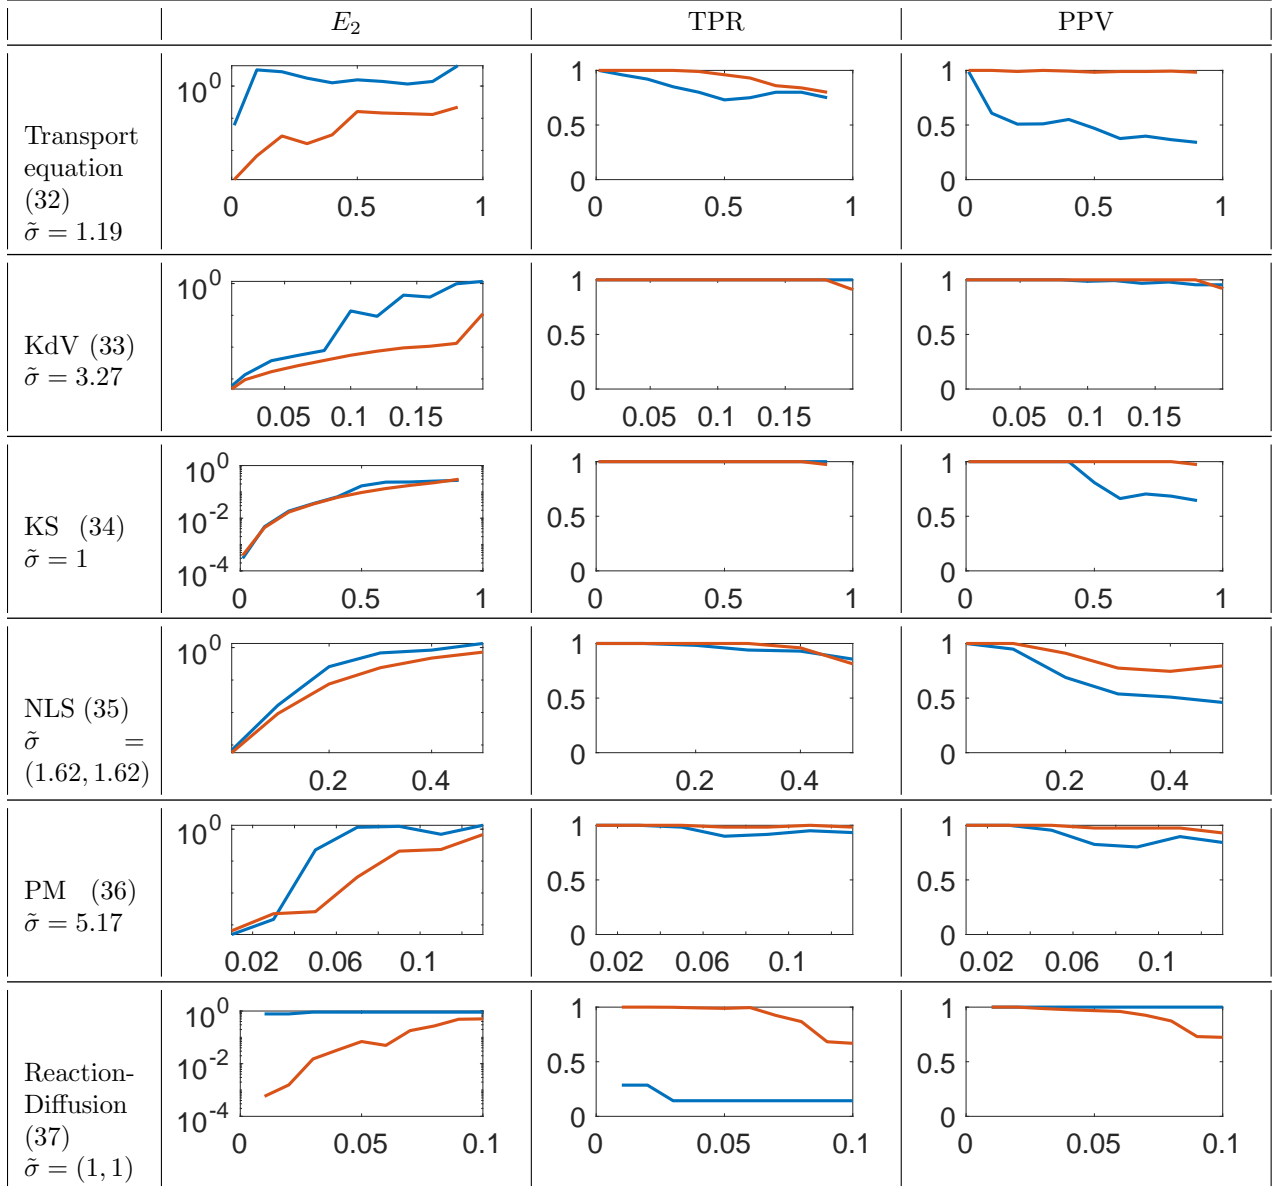 E₂ TPR PPV
Transport
equation
(32)
σ̃ = 1.19
10⁰
0 0.5 1
1
0.5
0
0 0.5 1
1
0.5
0
0 0.5 1
KdV (33)
σ̃ = 3.27
10⁰
0.05 0.1 0.15
1
0.5
0
0.05 0.1 0.15
1
0.5
0
0.05 0.1 0.15
KS (34)
σ̃ = 1
10⁰
10⁻²
10⁻⁴
0 0.5 1
1
0.5
0
0 0.5 1
1
0.5
0
0 0.5 1
NLS (35)
σ̃ =
(1.62, 1.62)
10⁰
0.2 0.4
1
0.5
0
0.2 0.4
1
0.5
0
0.2 0.4
PM (36)
σ̃ = 5.17
10⁰
0.02 0.06 0.1
1
0.5
0
0.02 0.06 0.1
1
0.5
0
0.02 0.06 0.1
Reaction-
Diffusion
(37)
σ̃ = (1, 1)
10⁰
10⁻²
10⁻⁴
0 0.05 0.1
1
0.5
0
0 0.05 0.1
1
0.5
0
0 0.05 0.1